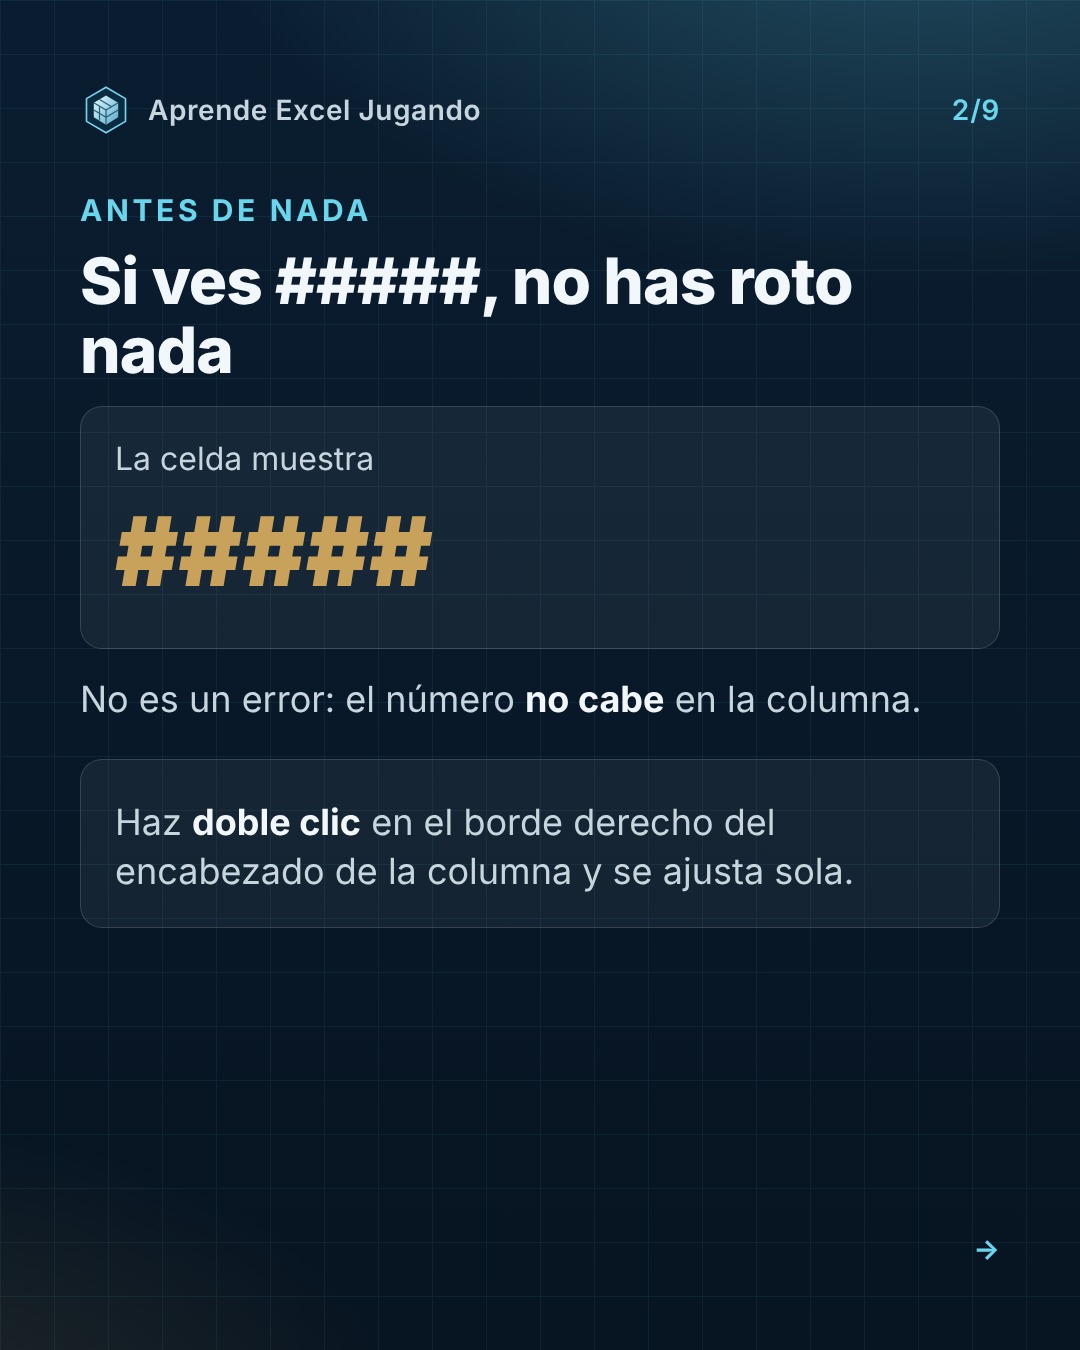 Aprende Excel Jugando
2/9
ANTES DE NADA
Si ves #####, no has roto
nada
La celda muestra
#####
No es un error: el número no cabe en la columna.
Haz doble clic en el borde derecho del
encabezado de la columna y se ajusta sola.
→